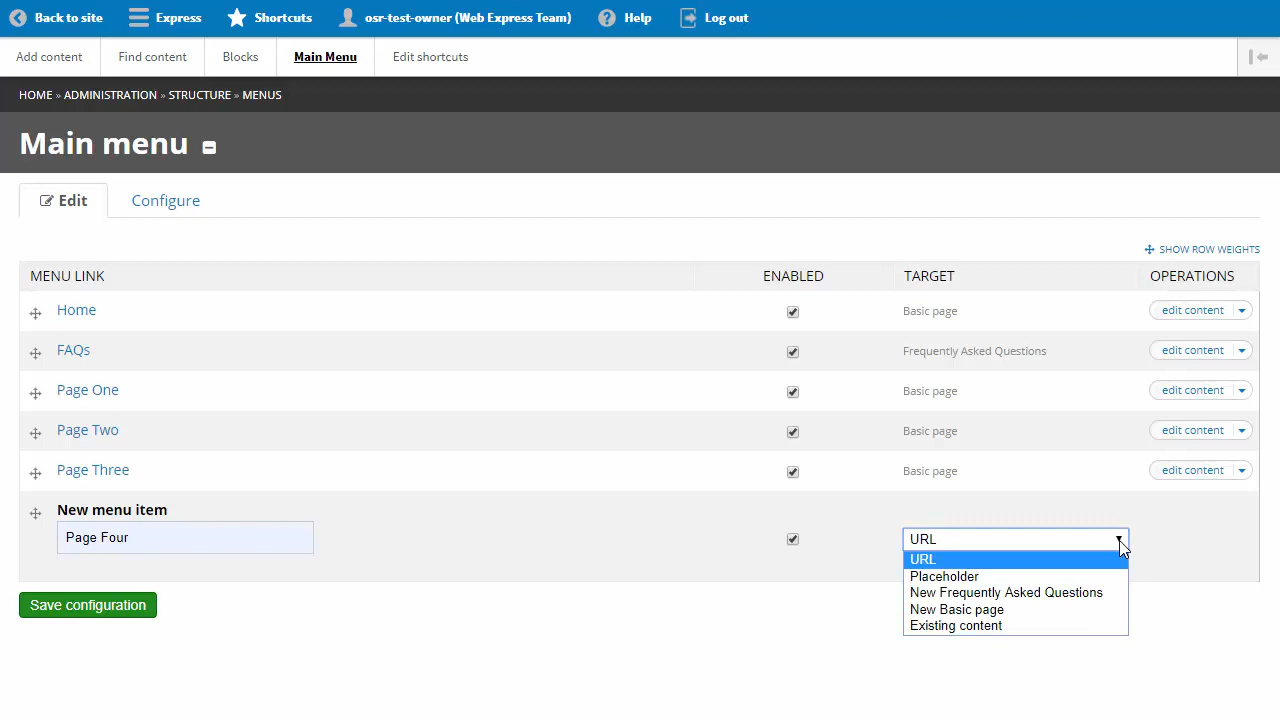 Back to site Express Shortcuts osr-test-owner (Web Express Team) Help Log out
Add content Find content Blocks Main Menu Edit shortcuts
HOME » ADMINISTRATION » STRUCTURE » MENUS
Main menu
Edit Configure
SHOW ROW WEIGHTS
MENU LINK ENABLED TARGET OPERATIONS
Home Basic page edit content
FAQs Frequently Asked Questions edit content
Page One Basic page edit content
Page Two Basic page edit content
Page Three Basic page edit content
New menu item
Page Four URL
URL
Placeholder
New Frequently Asked Questions
New Basic page
Existing content
Save configuration